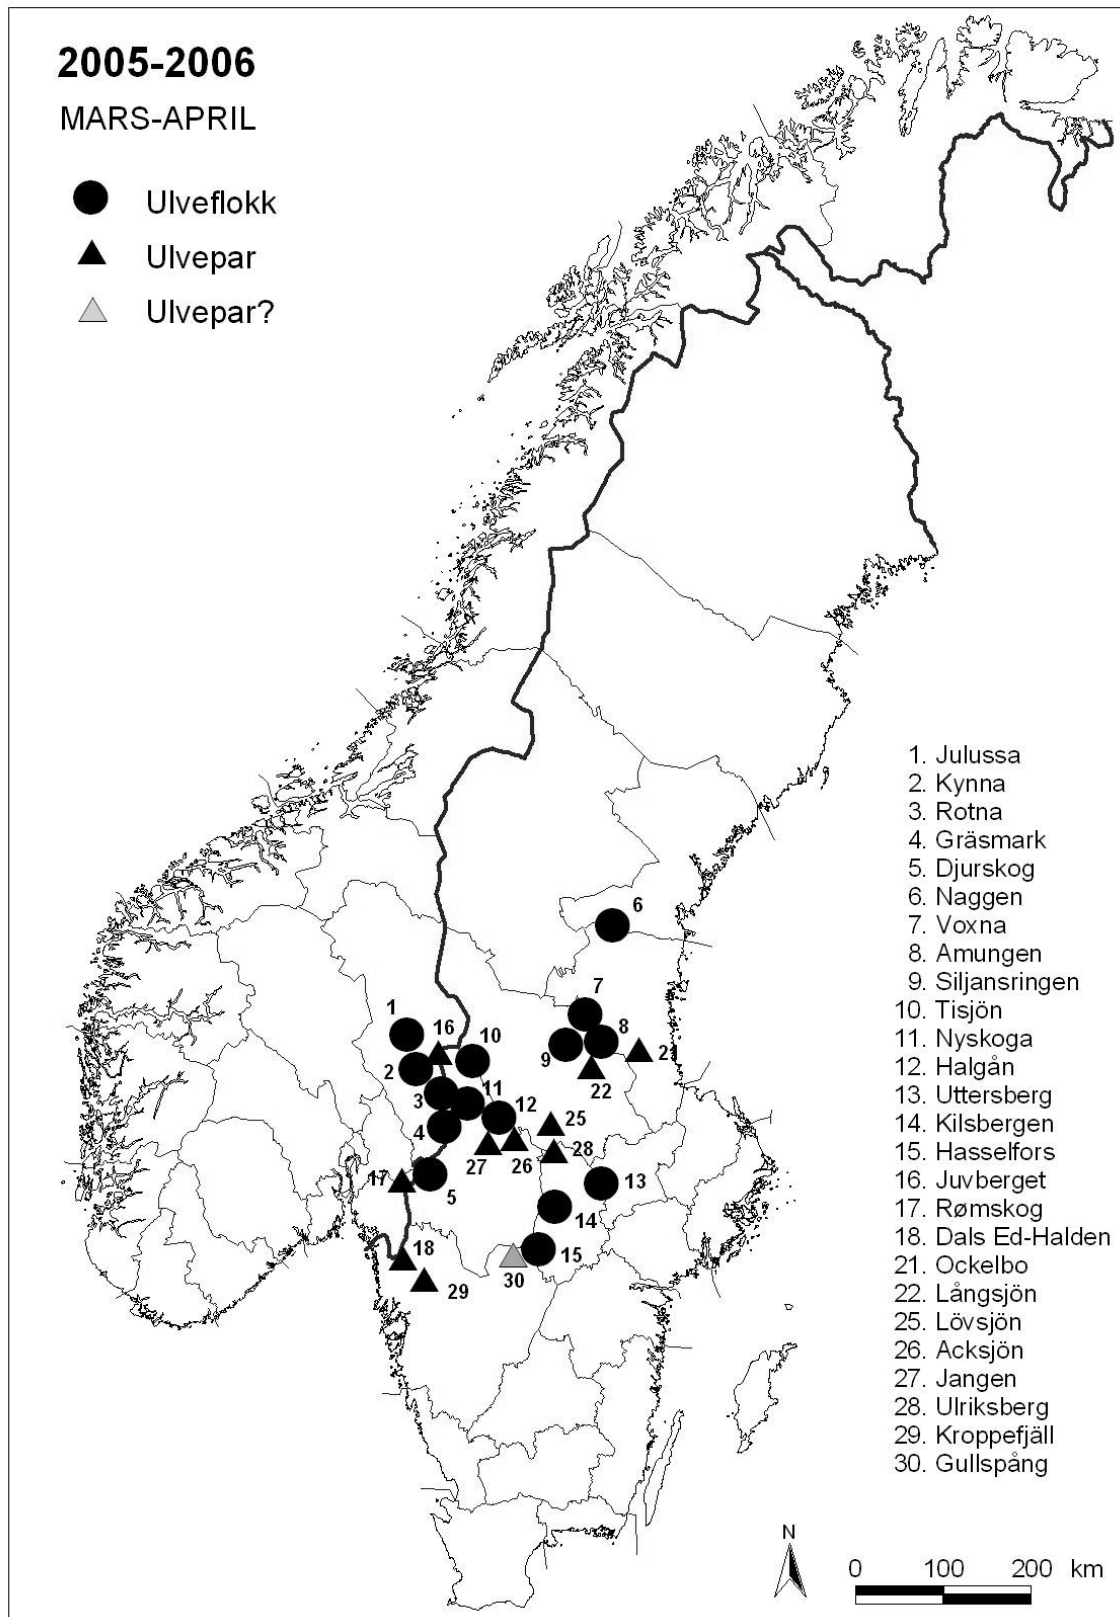 2005-2006
MARS-APRIL
Ulveflokk
Ulvepar
Ulvepar?
1. Julussa
2. Kynna
3. Rotna
4. Gräsmark
5. Djurskog
6. Naggen
7. Voxna
8. Amungen
9. Siljansringen
10. Tisjön
11. Nyskoga
12. Halgån
13. Uttersberg
14. Kilsbergen
15. Hasselfors
16. Juvberget
17. Rømskog
18. Dals Ed-Halden
21. Ockelbo
22. Långsjön
25. Lövsjön
26. Acksjön
27. Jangen
28. Ulriksberg
29. Kroppefjäll
30. Gullspång
6
7
1
16
10
8
9
21
2
22
3
11
12
25
4
27
26
28
17
5
13
14
18
15
29
30
N
0 100 200 km